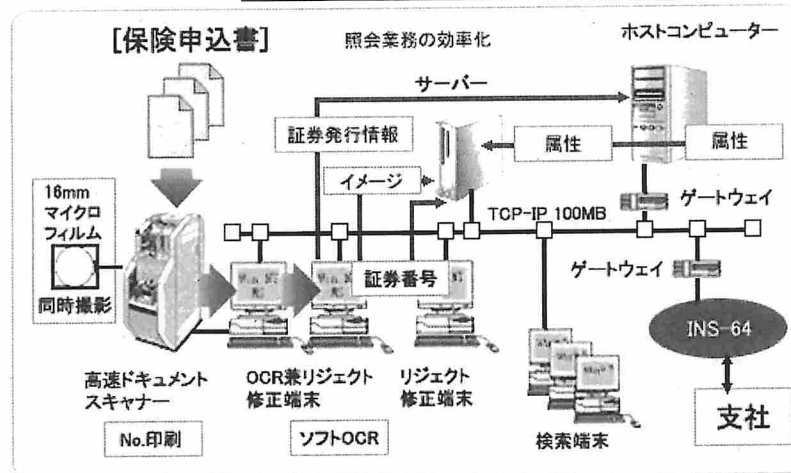 [保険申込書]
照会業務の効率化
ホストコンピューター
サーバー
証券発行情報
属性
属性
イメージ
16mm
マイクロ
フィルム
同時撮影
ゲートウェイ
TCP-IP 100MB
ゲートウェイ
証券番号
INS-64
高速ドキュメント
スキャナー
OCR兼リジェクト
修正端末
リジェクト
修正端末
検索端末
支社
No.印刷
ソフトOCR